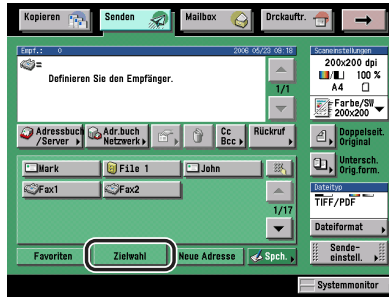 Kopieren
Senden
Mailbox
Drckauftr.
Empf.: 0
2006 05/23 09:18
Scaneinstellungen
=
Definieren Sie den Empfänger.
1/1
200x200 dpi
100 %
A4
Farbe/SW
200x200
Adressbuch
/Server
Adr.buch
Netzwerk
Cc
Bcc
Rückruf
Doppelseit.
Original
Untersch.
Orig.form.
Mark
File 1
John
Fax1
Fax2
1/17
Dateityp
TIFF/PDF
Dateiformat
Favoriten
Zielwahl
Neue Adresse
Spch.
Sende-
einstell.
Systemmonitor